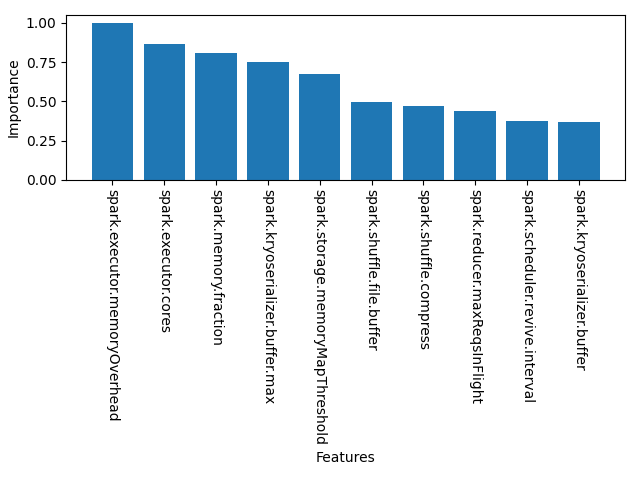 1.00
0.75
0.50
0.25
0.00
Importance
spark.executor.memoryOverhead
spark.executor.cores
spark.memory.fraction
spark.kryoserializer.buffer.max
spark.storage.memoryMapThreshold
spark.shuffle.file.buffer
spark.shuffle.compress
spark.reducer.maxReqsInFlight
spark.scheduler.revive.interval
spark.kryoserializer.buffer
Features